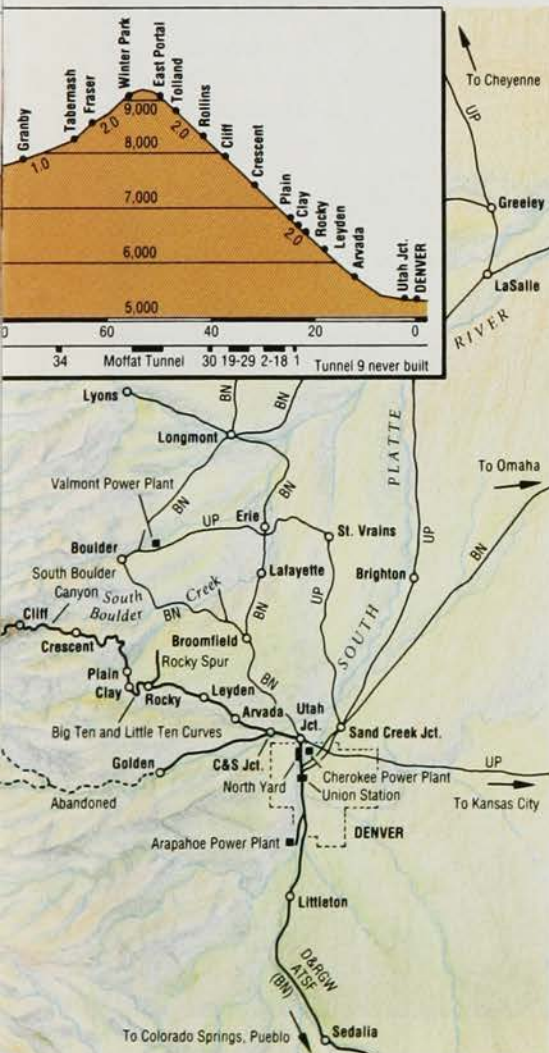 Granby
Tabernash
Fraser
Winter Park
East Portal
Tolland
Rollins
Cliff
Crescent
Plain
Clay
Rocky
Leyden
Arvada
Utah Jct.
DENVER
1.0
2.0
2.0
2.0
9,000
8,000
7,000
6,000
5,000
60
40
20
0
34
Moffat Tunnel
30
19-29
2-18
1
Tunnel 9 never built
To Cheyenne
UP
Greeley
LaSalle
RIVER
Lyons
BN
BN
Longmont
PLATTE
Valmont Power Plant
BN
BN
To Omaha
UP
Erie
St. Vrains
UP
BN
Boulder
South Boulder
Canyon
South
Boulder
Creek
Lafayette
Brighton
BN
BN
UP
SOUTH
Cliff
Crescent
Broomfield
Rocky Spur
BN
Plain
Clay
Rocky
Leyden
Utah
Jct.
Arvada
Sand Creek Jct.
Big Ten and Little Ten Curves
Golden
C&S Jct.
North Yard
Cherokee Power Plant
Union Station
UP
To Kansas City
Abandoned
Arapahoe Power Plant
DENVER
Littleton
D&RGW
ATSF
(BN)
To Colorado Springs, Pueblo
Sedalia